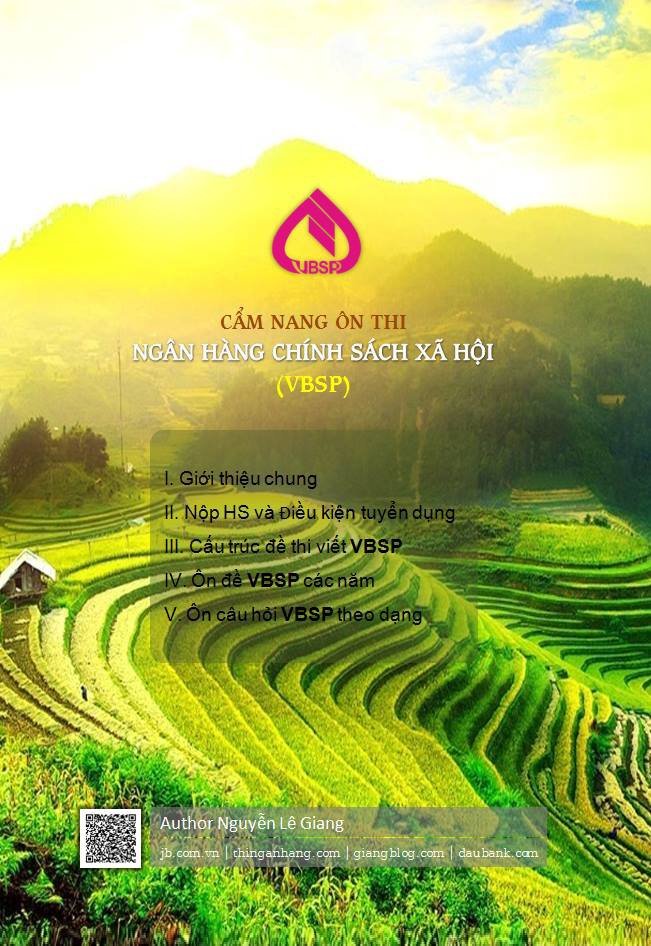 VBSP
CẨM NANG ÔN THI
NGÂN HÀNG CHÍNH SÁCH XÃ HỘI
(VBSP)
I. Giới thiệu chung
II. Nộp HS và Điều kiện tuyển dụng
III. Cấu trúc đề thi viết VBSP
IV. Ôn đề VBSP các năm
V. Ôn câu hỏi VBSP theo dạng
Author Nguyễn Lê Giang
jb.com.vn | thinganhang.com | giangblog.com | daubank.com